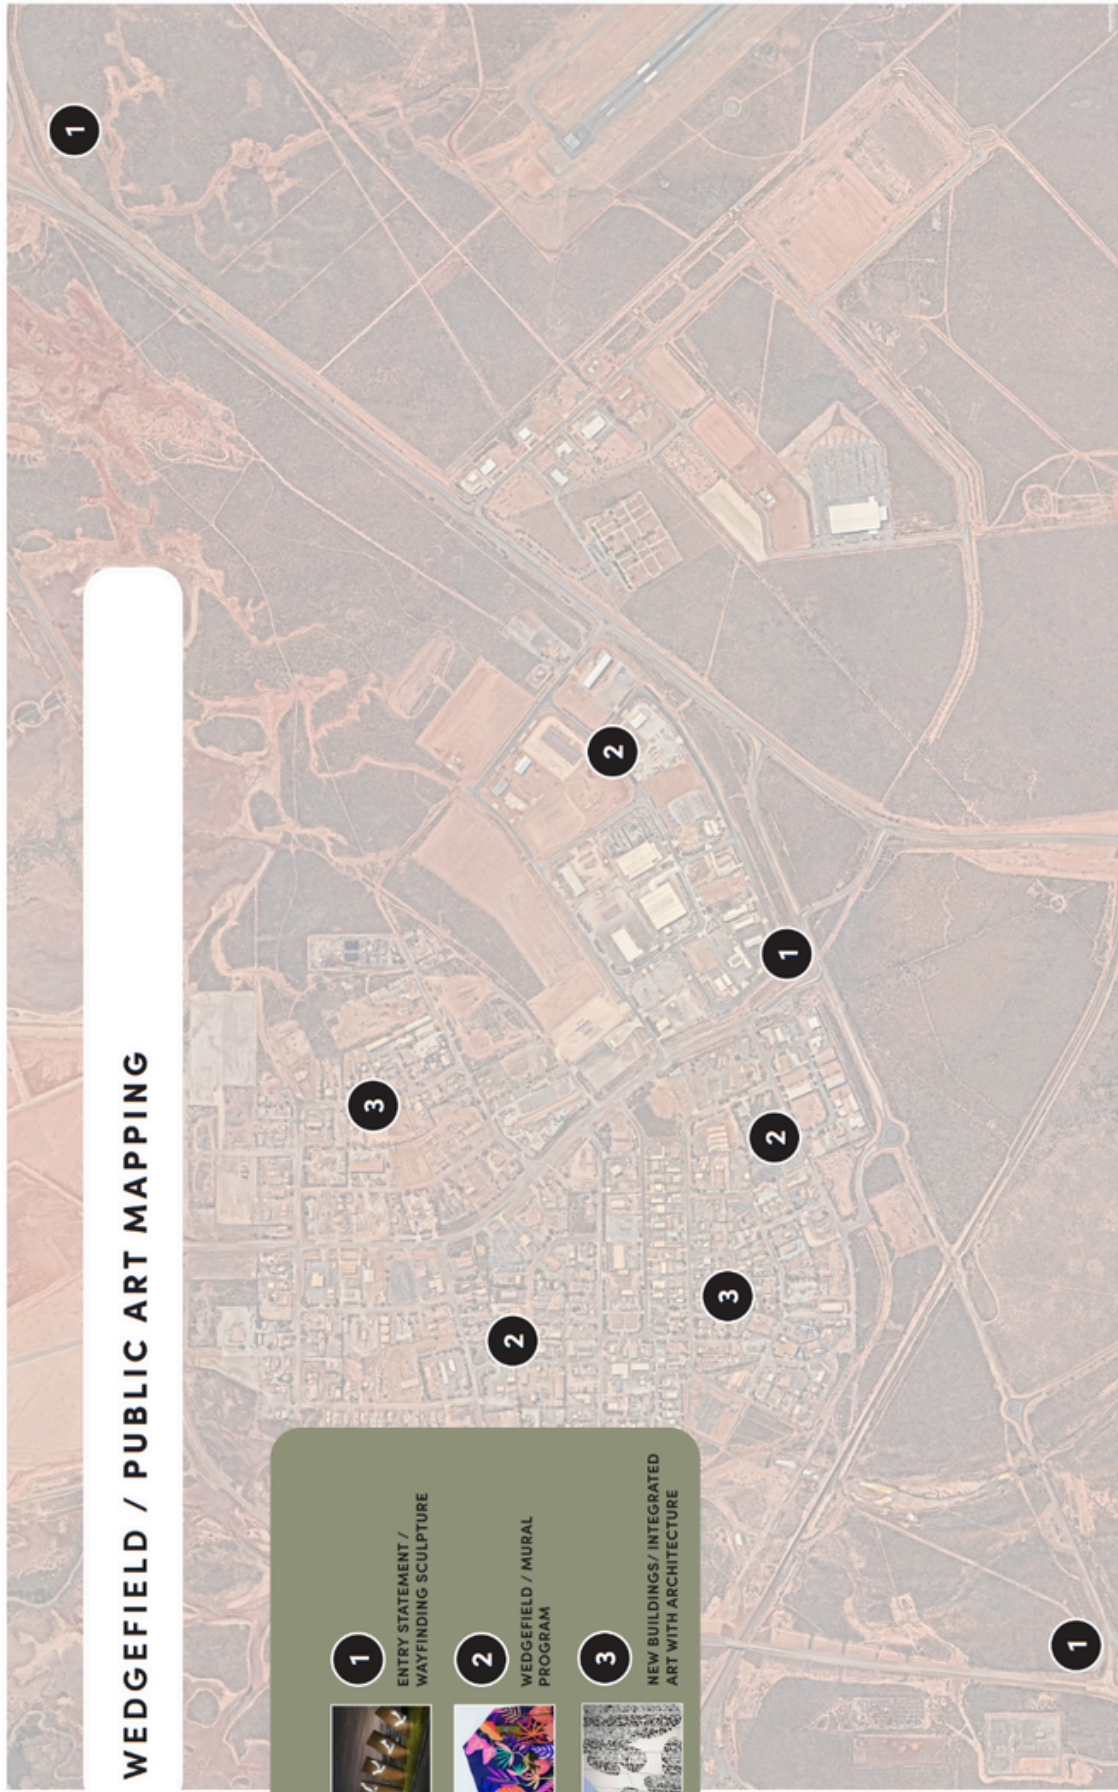 WEDGEFIELD / PUBLIC ART MAPPING
1
ENTRY STATEMENT /
WAYFINDING SCULPTURE
2
WEDGEFIELD / MURAL
PROGRAM
3
NEW BUILDINGS/ INTEGRATED
ART WITH ARCHITECTURE
2
3
3
2
1
2
1
1